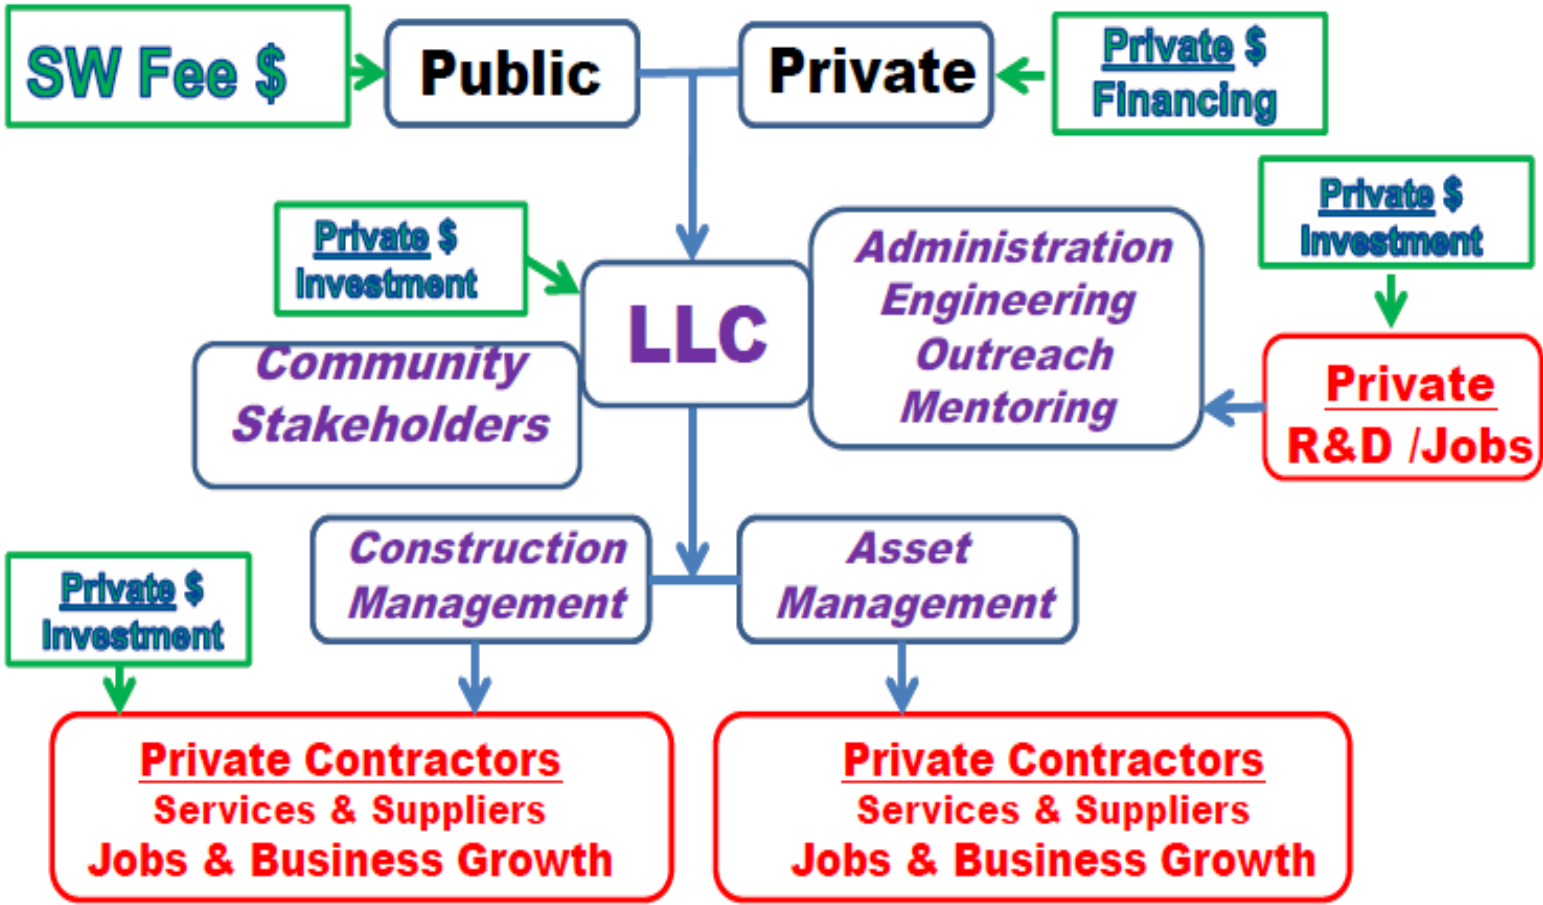 SW Fee $
Public
Private
Private $
Financing
Private $
Investment
Private $
Investment
LLC
Administration
Engineering
Outreach
Mentoring
Community
Stakeholders
Private
R&D /Jobs
Construction
Management
Asset
Management
Private $
Investment
Private Contractors
Services & Suppliers
Jobs & Business Growth
Private Contractors
Services & Suppliers
Jobs & Business Growth